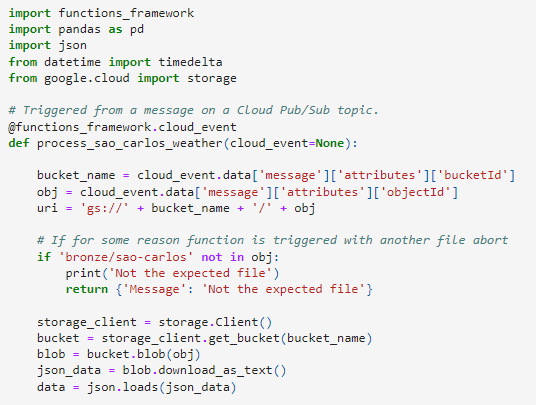 import functions_framework
import pandas as pd
import json
from datetime import timedelta
from google.cloud import storage

# Triggered from a message on a Cloud Pub/Sub topic.
@functions_framework.cloud_event
def process_sao_carlos_weather(cloud_event=None):

    bucket_name = cloud_event.data['message']['attributes']['bucketId']
    obj = cloud_event.data['message']['attributes']['objectId']
    uri = 'gs://' + bucket_name + '/' + obj

    # If for some reason function is triggered with another file abort
    if 'bronze/sao-carlos' not in obj:
        print('Not the expected file')
        return {'Message': 'Not the expected file'}

    storage_client = storage.Client()
    bucket = storage_client.get_bucket(bucket_name)
    blob = bucket.blob(obj)
    json_data = blob.download_as_text()
    data = json.loads(json_data)